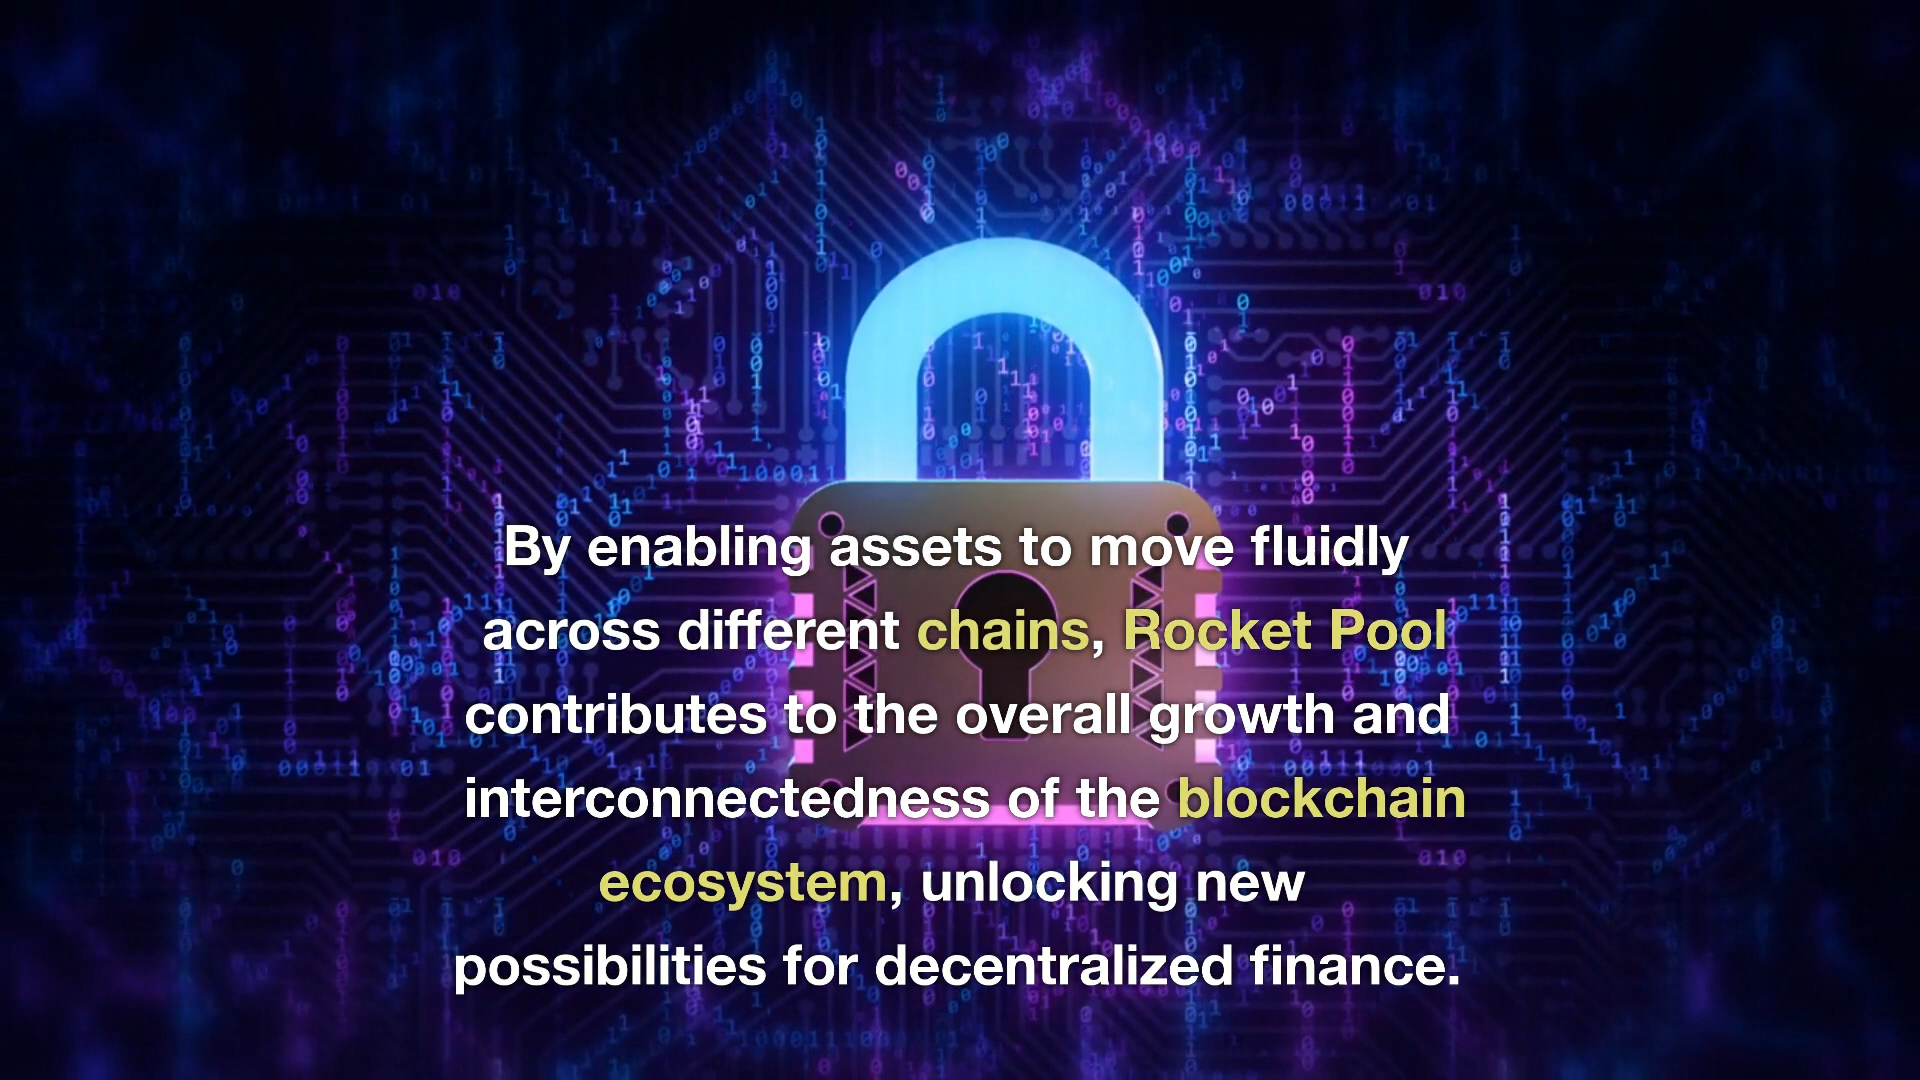 By enabling assets to move fluidly
across different chains, Rocket Pool
contributes to the overall growth and
interconnectedness of the blockchain
ecosystem, unlocking new
possibilities for decentralized finance.